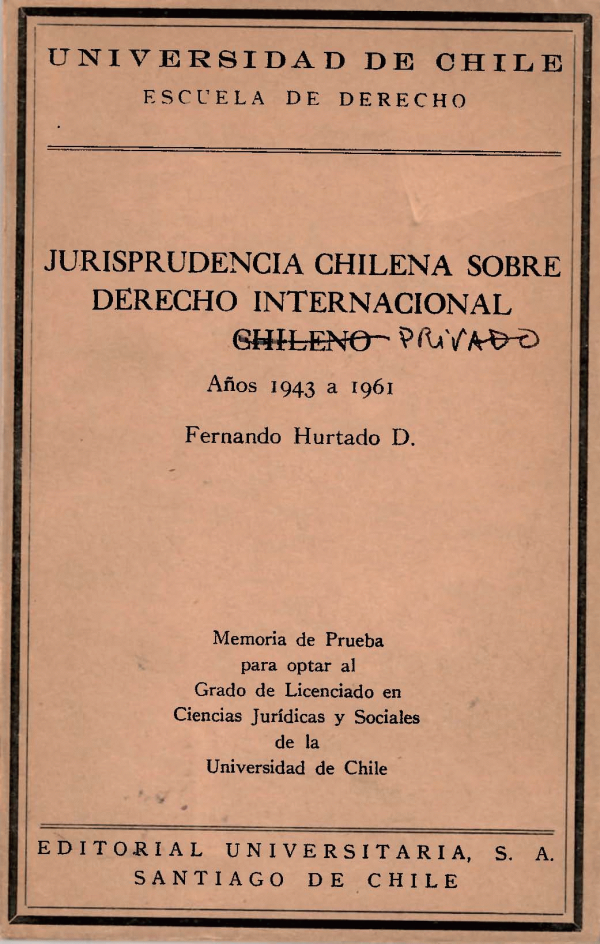 UNIVERSIDAD DE CHILE
ESCUELA DE DERECHO
JURISPRUDENCIA CHILENA SOBRE
DERECHO INTERNACIONAL
CHILENO PRIVADO
Años 1943 a 1961
Fernando Hurtado D.
Memoria de Prueba
para optar al
Grado de Licenciado en
Ciencias Jurídicas y Sociales
de la
Universidad de Chile
EDITORIAL UNIVERSITARIA, S. A.
SANTIAGO DE CHILE